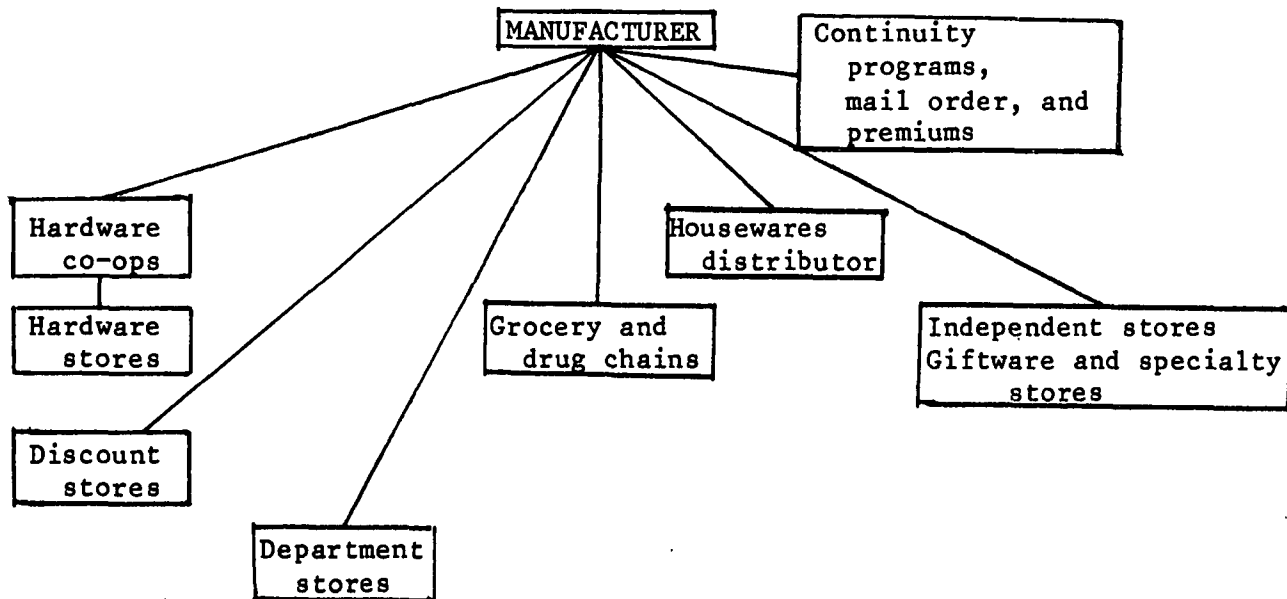 MANUFACTURER
Continuity
programs,
mail order, and
premiums
Hardware
co-ops
Housewares
distributor
Hardware
stores
Grocery and
drug chains
Independent stores
Giftware and specialty
stores
Discount
stores
Department
stores